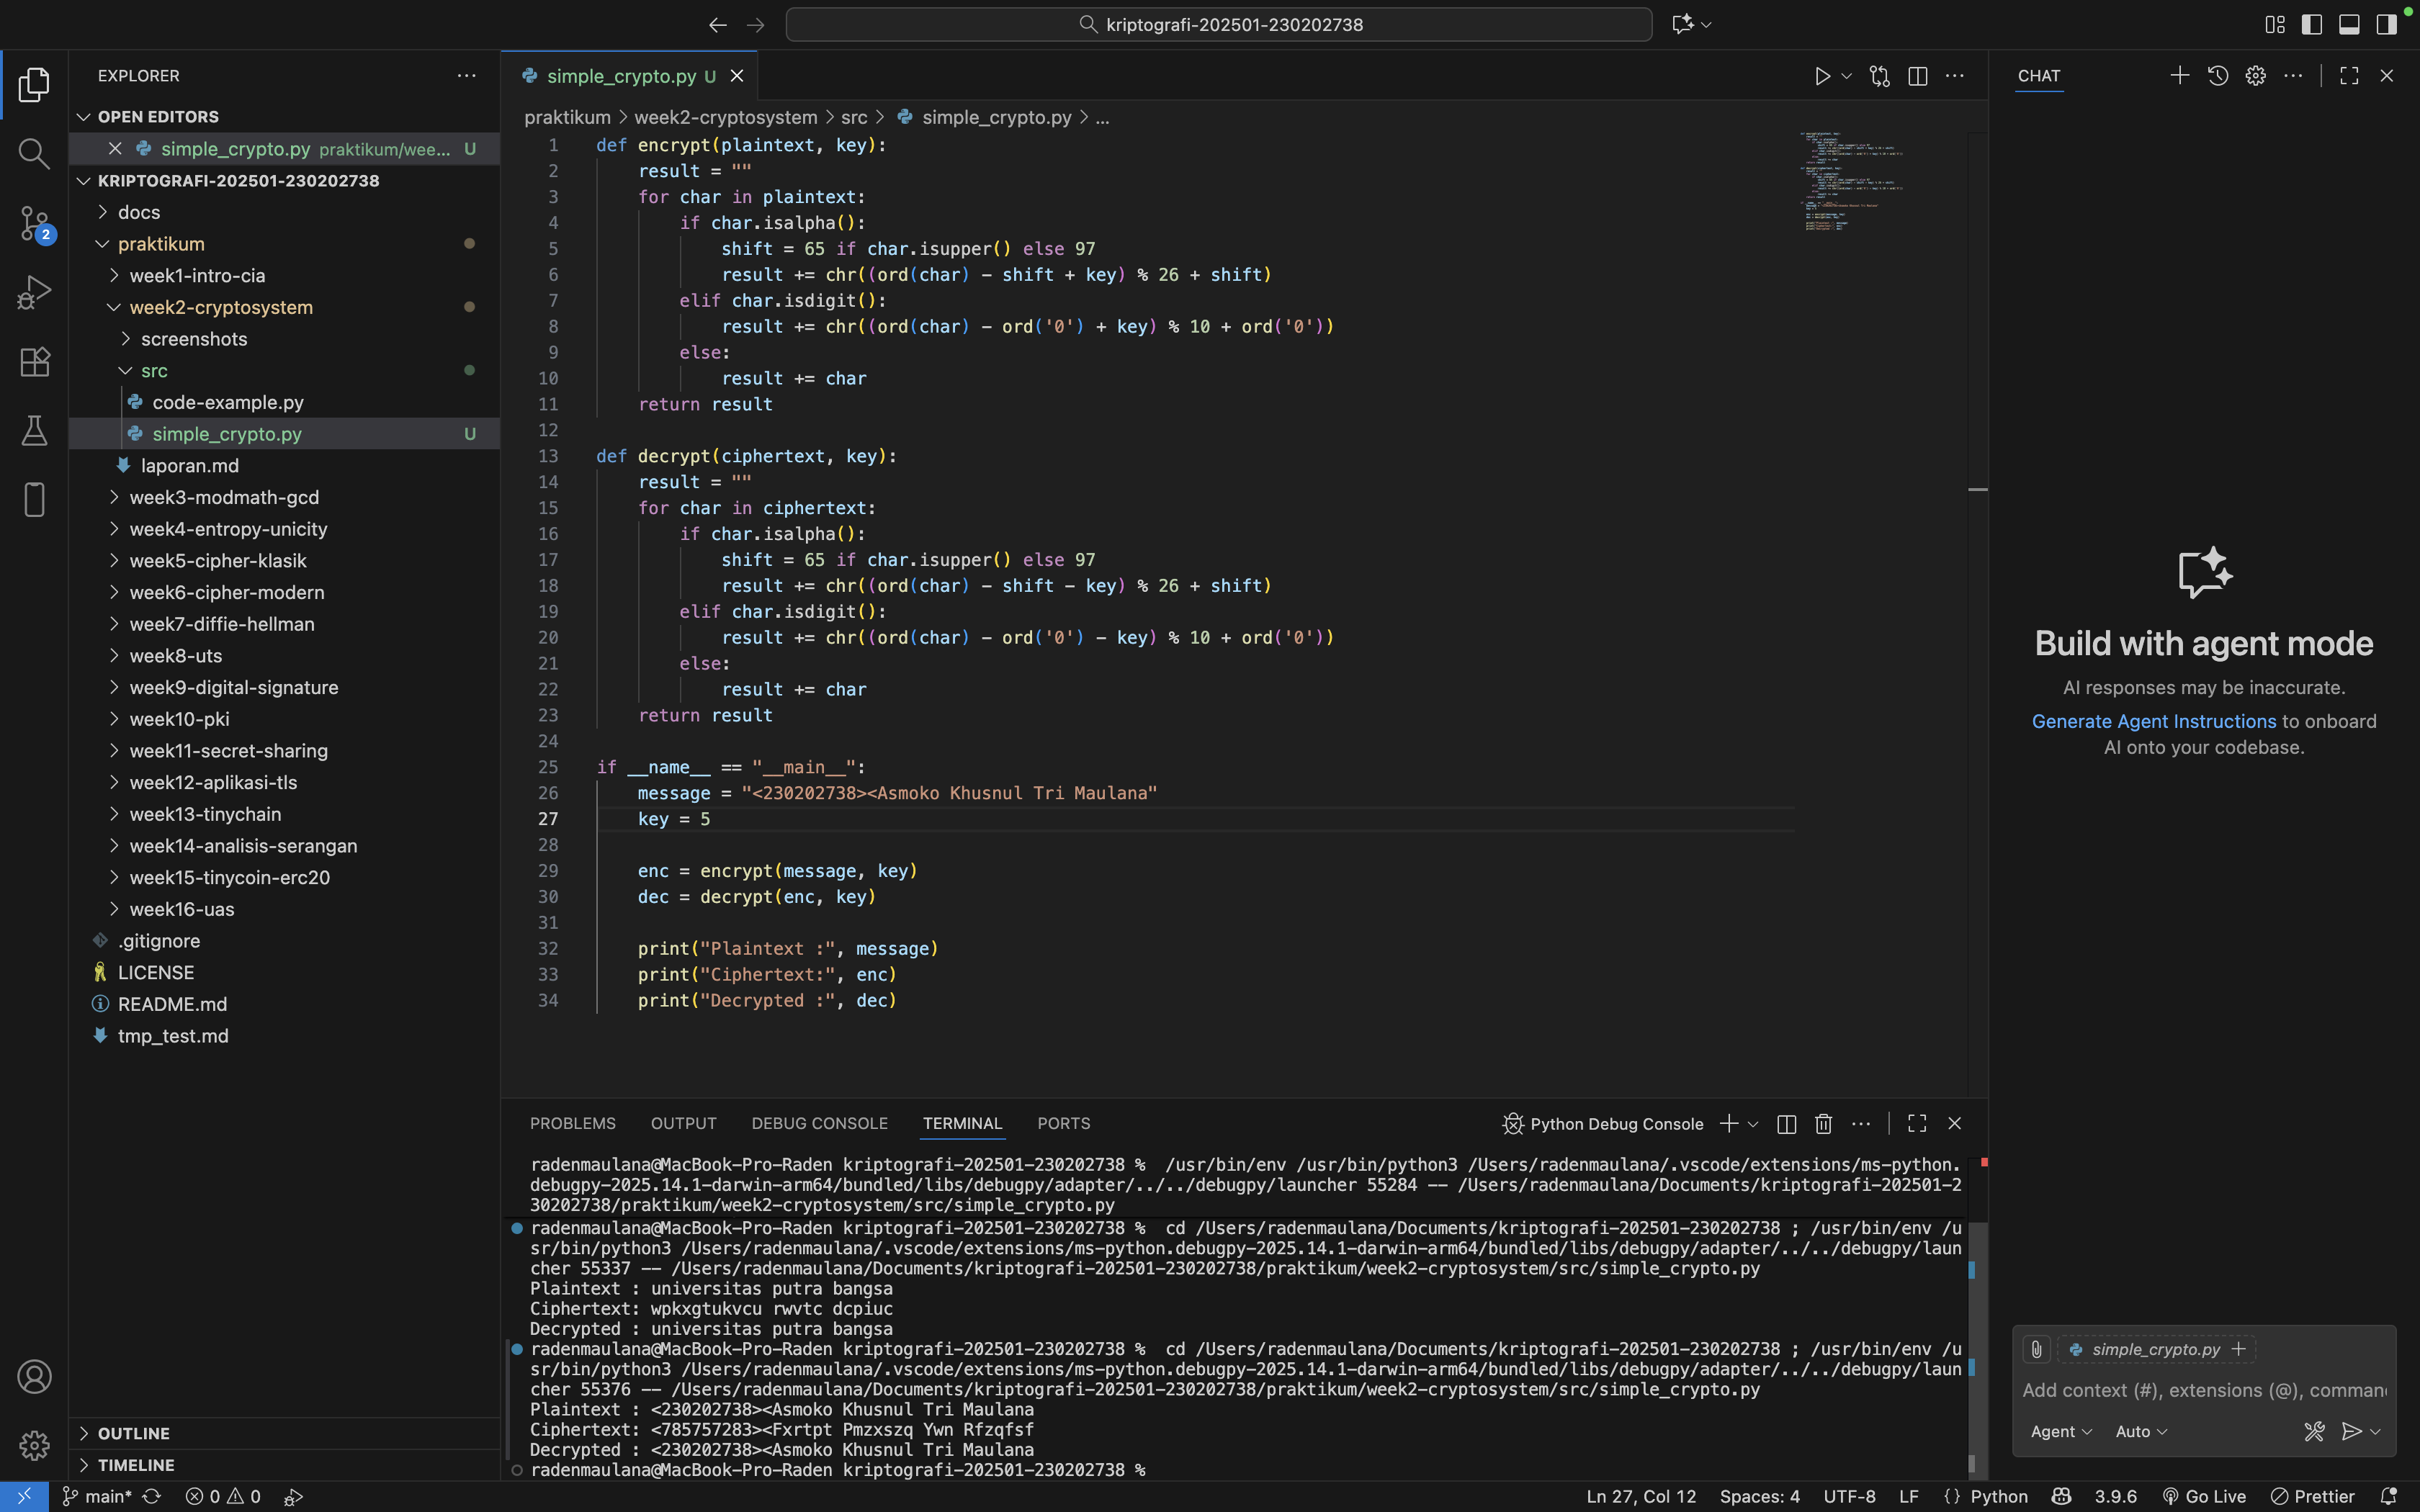 kriptografi-202501-230202738
EXPLORER
OPEN EDITORS
simple_crypto.py praktikum/wee... U
KRIPTOGRAFI-202501-230202738
docs
praktikum
week1-intro-cia
week2-cryptosystem
screenshots
src
code-example.py
simple_crypto.py U
laporan.md
week3-modmath-gcd
week4-entropy-unicity
week5-cipher-klasik
week6-cipher-modern
week7-diffie-hellman
week8-uts
week9-digital-signature
week10-pki
week11-secret-sharing
week12-aplikasi-tls
week13-tinychain
week14-analisis-serangan
week15-tinycoin-erc20
week16-uas
.gitignore
LICENSE
README.md
tmp_test.md
OUTLINE
TIMELINE
2
simple_crypto.py U
praktikum > week2-cryptosystem > src > simple_crypto.py > ...
1 def encrypt(plaintext, key):
2     result = ""
3     for char in plaintext:
4         if char.isalpha():
5             shift = 65 if char.isupper() else 97
6             result += chr((ord(char) - shift + key) % 26 + shift)
7         elif char.isdigit():
8             result += chr((ord(char) - ord('0') + key) % 10 + ord('0'))
9         else:
10             result += char
11     return result
12
13 def decrypt(ciphertext, key):
14     result = ""
15     for char in ciphertext:
16         if char.isalpha():
17             shift = 65 if char.isupper() else 97
18             result += chr((ord(char) - shift - key) % 26 + shift)
19         elif char.isdigit():
20             result += chr((ord(char) - ord('0') - key) % 10 + ord('0'))
21         else:
22             result += char
23     return result
24
25 if __name__ == "__main__":
26     message = "<230202738><Asmoko Khusnul Tri Maulana"
27     key = 5
28
29     enc = encrypt(message, key)
30     dec = decrypt(enc, key)
31
32     print("Plaintext :", message)
33     print("Ciphertext:", enc)
34     print("Decrypted :", dec)
PROBLEMS OUTPUT DEBUG CONSOLE TERMINAL PORTS
Python Debug Console
radenmaulana@MacBook-Pro-Raden kriptografi-202501-230202738 %  /usr/bin/env /usr/bin/python3 /Users/radenmaulana/.vscode/extensions/ms-python.
debugpy-2025.14.1-darwin-arm64/bundled/libs/debugpy/adapter/../../debugpy/launcher 55284 -- /Users/radenmaulana/Documents/kriptografi-202501-2
30202738/praktikum/week2-cryptosystem/src/simple_crypto.py
radenmaulana@MacBook-Pro-Raden kriptografi-202501-230202738 %  cd /Users/radenmaulana/Documents/kriptografi-202501-230202738 ; /usr/bin/env /u
sr/bin/python3 /Users/radenmaulana/.vscode/extensions/ms-python.debugpy-2025.14.1-darwin-arm64/bundled/libs/debugpy/adapter/../../debugpy/laun
cher 55337 -- /Users/radenmaulana/Documents/kriptografi-202501-230202738/praktikum/week2-cryptosystem/src/simple_crypto.py
Plaintext : universitas putra bangsa
Ciphertext: wpkxgtukvcu rwvtc dcpiuc
Decrypted : universitas putra bangsa
radenmaulana@MacBook-Pro-Raden kriptografi-202501-230202738 %  cd /Users/radenmaulana/Documents/kriptografi-202501-230202738 ; /usr/bin/env /u
sr/bin/python3 /Users/radenmaulana/.vscode/extensions/ms-python.debugpy-2025.14.1-darwin-arm64/bundled/libs/debugpy/adapter/../../debugpy/laun
cher 55376 -- /Users/radenmaulana/Documents/kriptografi-202501-230202738/praktikum/week2-cryptosystem/src/simple_crypto.py
Plaintext : <230202738><Asmoko Khusnul Tri Maulana
Ciphertext: <785757283><Fxrtpt Pmzxszq Ywn Rfzqfsf
Decrypted : <230202738><Asmoko Khusnul Tri Maulana
radenmaulana@MacBook-Pro-Raden kriptografi-202501-230202738 %
CHAT
Build with agent mode
AI responses may be inaccurate.
Generate Agent Instructions to onboard
AI onto your codebase.
simple_crypto.py
Add context (#), extensions (@), comman
Agent Auto
main* 0 0 Ln 27, Col 12 Spaces: 4 UTF-8 LF {} Python 3.9.6 Go Live Prettier